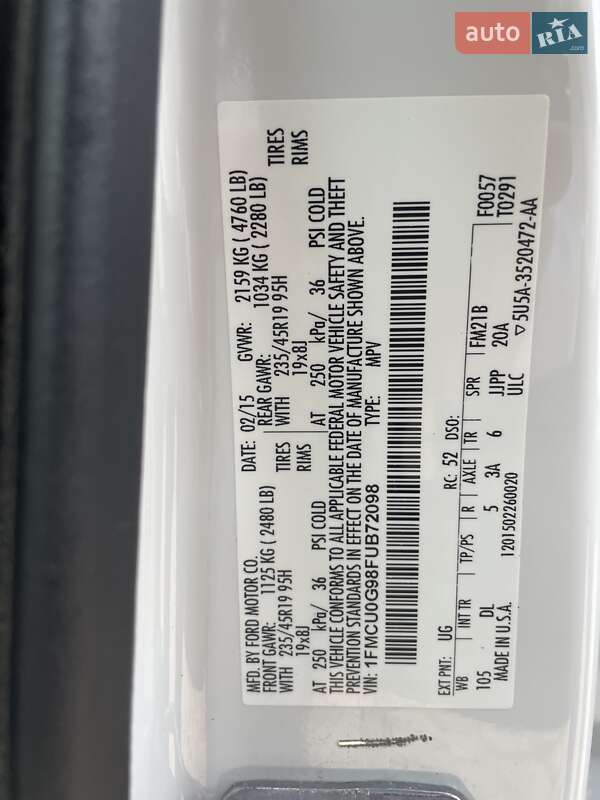 auto RIA.com
MFD. BY FORD MOTOR CO.
DATE: 02/15 GVWR: 2159 KG ( 4760 LB)
FRONT GAWR: 1125 KG ( 2480 LB)
REAR GAWR: 1034 KG ( 2280 LB)
WITH 235/45R19 95H TIRES
WITH 235/45R19 95H TIRES
19x8J RIMS
19x8J RIMS
AT 250 kPa/ 36 PSI COLD
AT 250 kPa/ 36 PSI COLD
THIS VEHICLE CONFORMS TO ALL APPLICABLE FEDERAL MOTOR VEHICLE SAFETY AND THEFT
PREVENTION STANDARDS IN EFFECT ON THE DATE OF MANUFACTURE SHOWN ABOVE.
VIN: 1FMCU0G98FUB72098 TYPE: MPV
EXT PNT: UG RC: 52 DSO: F0057
WB INT TR TP/PS R AXLE TR SPR FM21B T0291
105 DL 5 3A 6 JJPP 20A
MADE IN U.S.A. 1201502260020 ULC ▽5U5A-3520472-AA